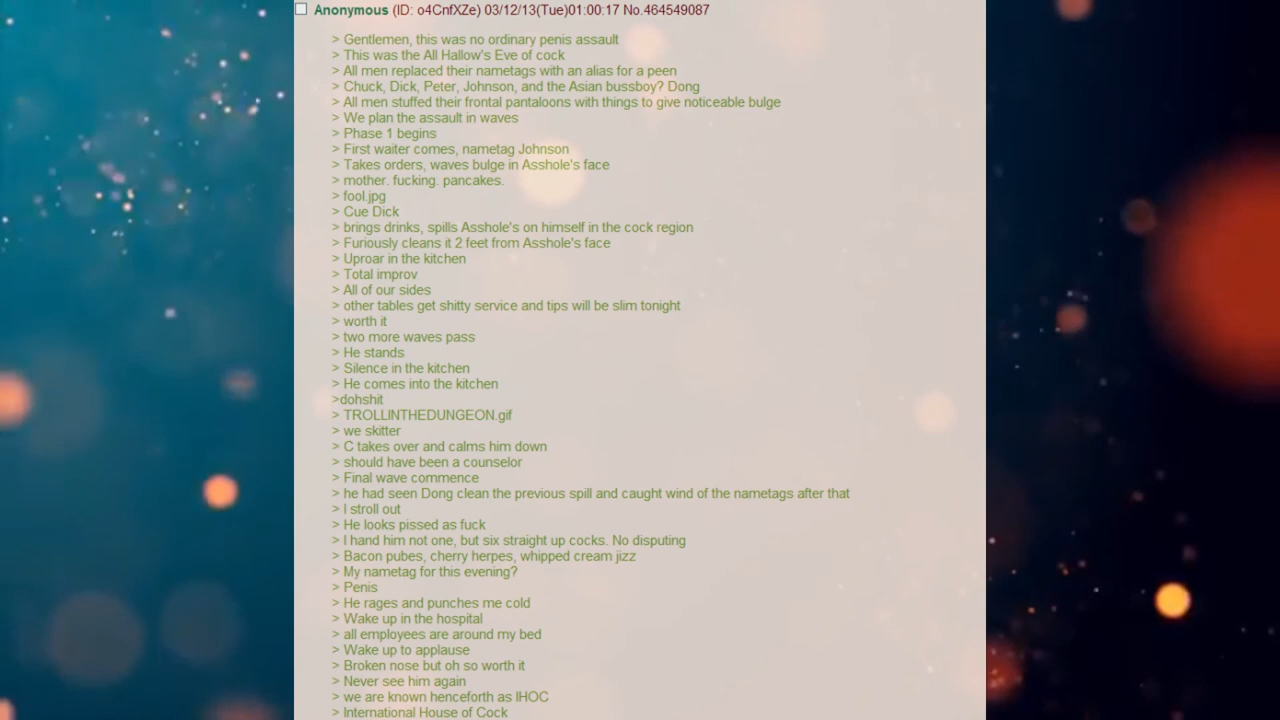 Anonymous (ID: o4CnfXZe) 03/12/13(Tue)01:00:17 No.464549087
> Gentlemen, this was no ordinary penis assault
> This was the All Hallow's Eve of cock
> All men replaced their nametags with an alias for a peen
> Chuck, Dick, Peter, Johnson, and the Asian bussboy? Dong
> All men stuffed their frontal pantaloons with things to give noticeable bulge
> We plan the assault in waves
> Phase 1 begins
> First waiter comes, nametag Johnson
> Takes orders, waves bulge in Asshole's face
> mother. fucking. pancakes.
> fool.jpg
> Cue Dick
> brings drinks, spills Asshole's on himself in the cock region
> Furiously cleans it 2 feet from Asshole's face
> Uproar in the kitchen
> Total improv
> All of our sides
> other tables get shitty service and tips will be slim tonight
> worth it
> two more waves pass
> He stands
> Silence in the kitchen
> He comes into the kitchen
>dohshit
> TROLLINTHEDUNGEON.gif
> we skitter
> C takes over and calms him down
> should have been a counselor
> Final wave commence
> he had seen Dong clean the previous spill and caught wind of the nametags after that
> I stroll out
> He looks pissed as fuck
> I hand him not one, but six straight up cocks. No disputing
> Bacon pubes, cherry herpes, whipped cream jizz
> My nametag for this evening?
> Penis
> He rages and punches me cold
> Wake up in the hospital
> all employees are around my bed
> Wake up to applause
> Broken nose but oh so worth it
> Never see him again
> we are known henceforth as IHOC
> International House of Cock